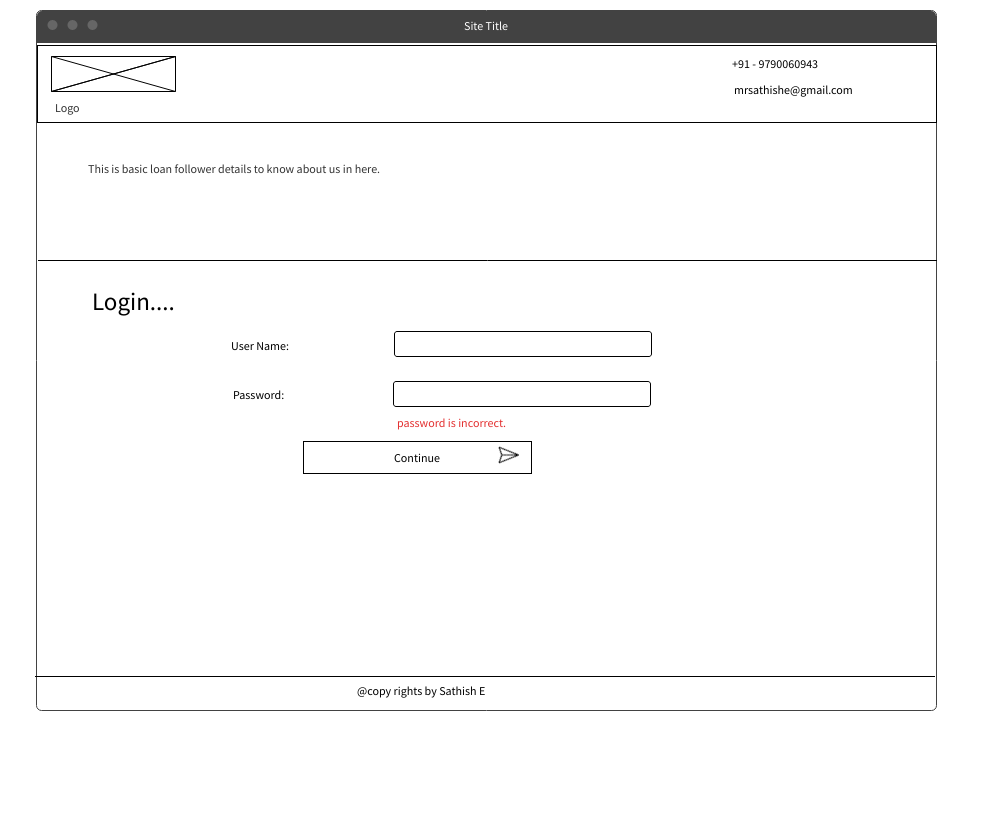 Site Title
+91 - 9790060943
mrsathishe@gmail.com
Logo
This is basic loan follower details to know about us in here.
Login....
User Name:
Password:
password is incorrect.
Continue
@copy rights by Sathish E